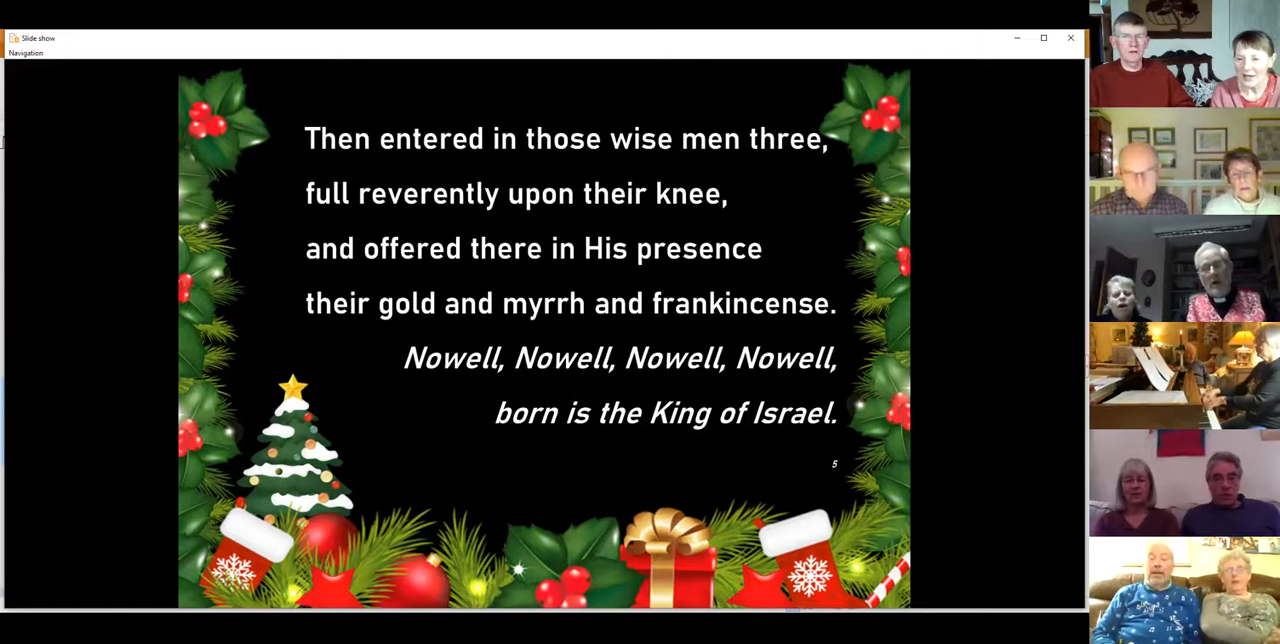 Slide show
Navigation
Then entered in those wise men three,
full reverently upon their knee,
and offered there in His presence
their gold and myrrh and frankincense.
Nowell, Nowell, Nowell, Nowell,
born is the King of Israel.
5